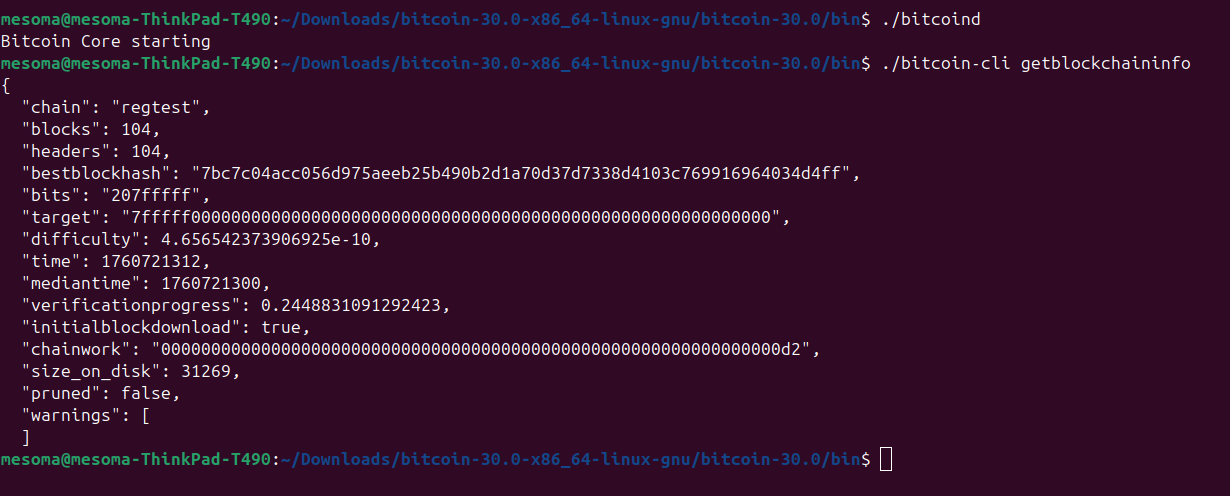 mesoma@mesoma-ThinkPad-T490:~/Downloads/bitcoin-30.0-x86_64-linux-gnu/bitcoin-30.0/bin$ ./bitcoind
Bitcoin Core starting
mesoma@mesoma-ThinkPad-T490:~/Downloads/bitcoin-30.0-x86_64-linux-gnu/bitcoin-30.0/bin$ ./bitcoin-cli getblockchaininfo
{
  "chain": "regtest",
  "blocks": 104,
  "headers": 104,
  "bestblockhash": "7bc7c04acc056d975aeeb25b490b2d1a70d37d7338d4103c769916964034d4ff",
  "bits": "207fffff",
  "target": "7fffff0000000000000000000000000000000000000000000000000000000000",
  "difficulty": 4.656542373906925e-10,
  "time": 1760721312,
  "mediantime": 1760721300,
  "verificationprogress": 0.2448831091292423,
  "initialblockdownload": true,
  "chainwork": "00000000000000000000000000000000000000000000000000000000000000d2",
  "size_on_disk": 31269,
  "pruned": false,
  "warnings": [
  ]
mesoma@mesoma-ThinkPad-T490:~/Downloads/bitcoin-30.0-x86_64-linux-gnu/bitcoin-30.0/bin$